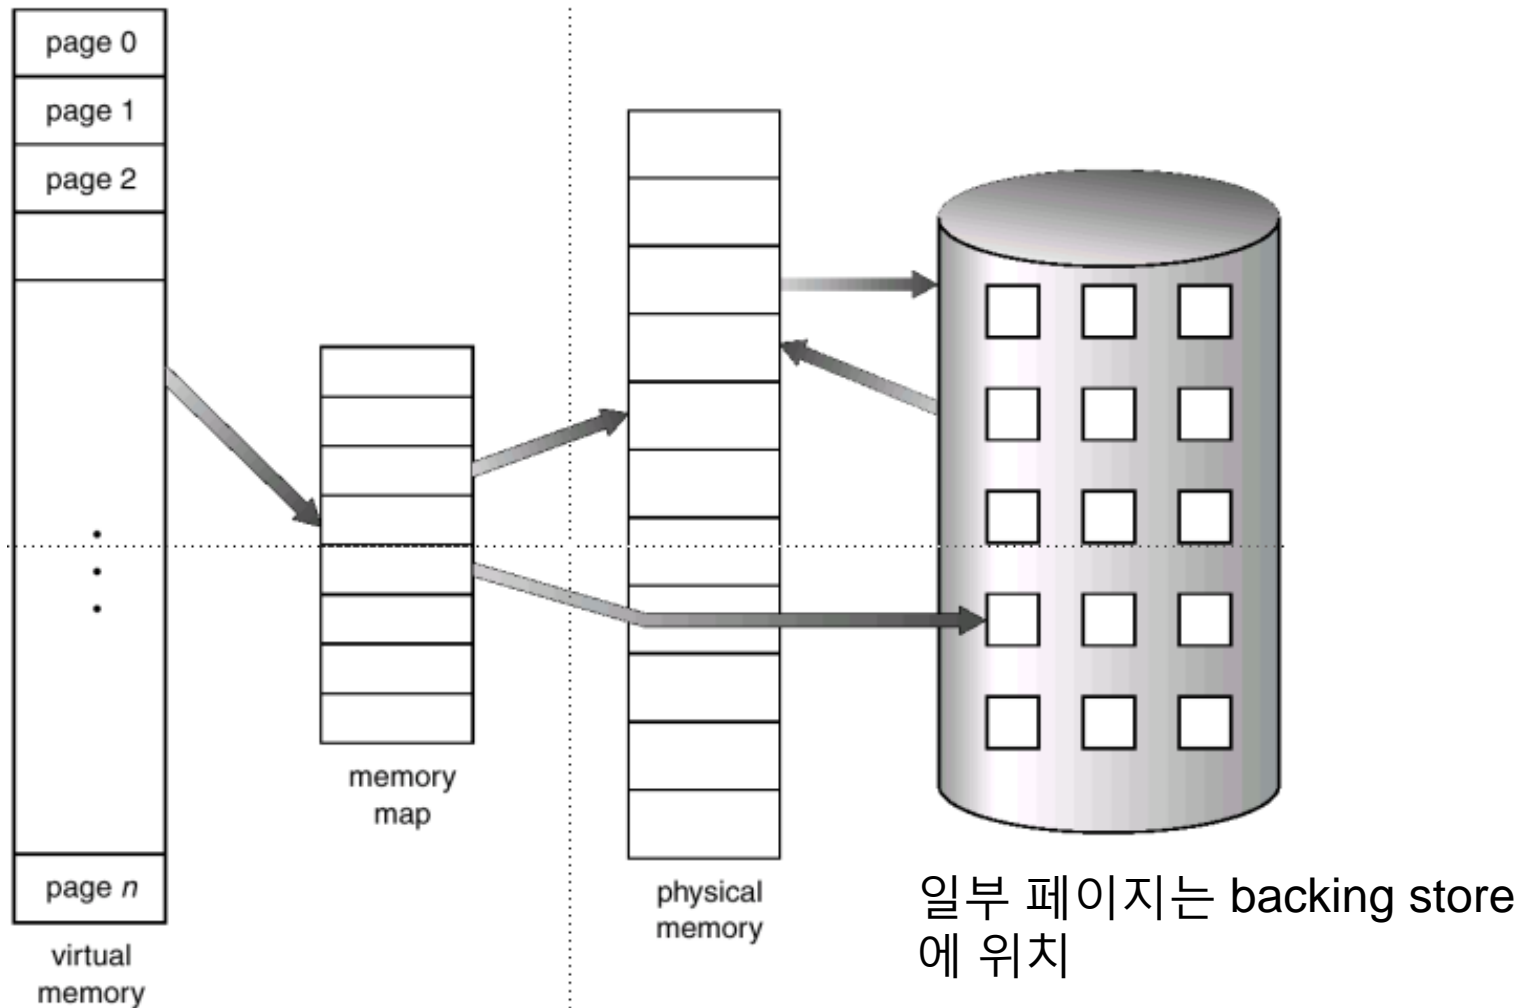 page 0
page 1
page 2
page n
virtual
memory
memory
map
physical
memory
일부 페이지는 backing store
에 위치